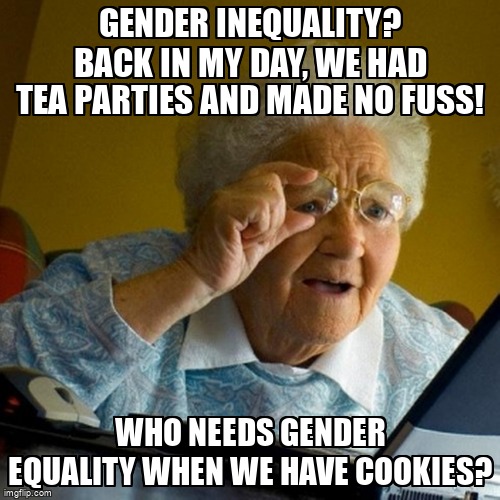 GENDER INEQUALITY?
BACK IN MY DAY, WE HAD
TEA PARTIES AND MADE NO FUSS!
WHO NEEDS GENDER
EQUALITY WHEN WE HAVE COOKIES?
imgflip.com